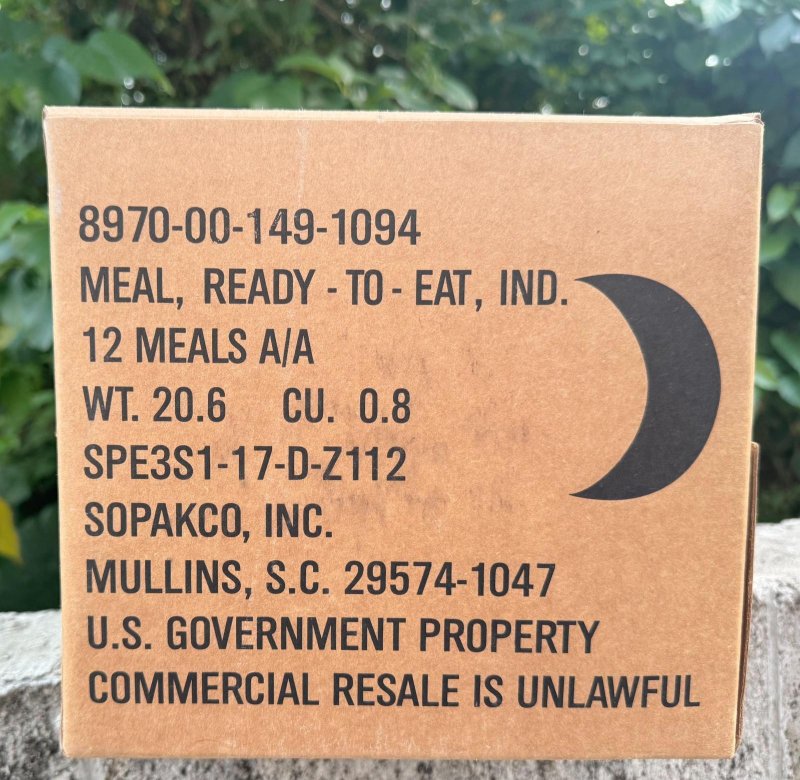 8970-00-149-1094
MEAL, READY - TO - EAT, IND.
12 MEALS A/A
WT. 20.6 CU. 0.8
SPE3S1-17-D-Z112
SOPAKCO, INC.
MULLINS, S.C. 29574-1047
U.S. GOVERNMENT PROPERTY
COMMERCIAL RESALE IS UNLAWFUL